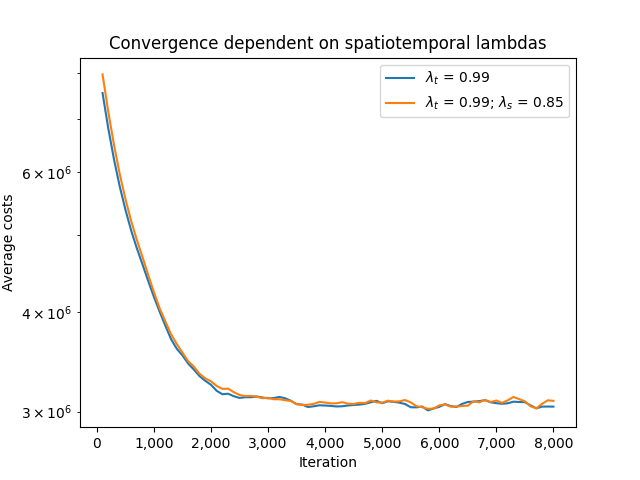 Convergence dependent on spatiotemporal lambdas
λt = 0.99
λt = 0.99; λs = 0.85
Average costs
6 × 10⁶
4 × 10⁶
3 × 10⁶
0 1,000 2,000 3,000 4,000 5,000 6,000 7,000 8,000
Iteration